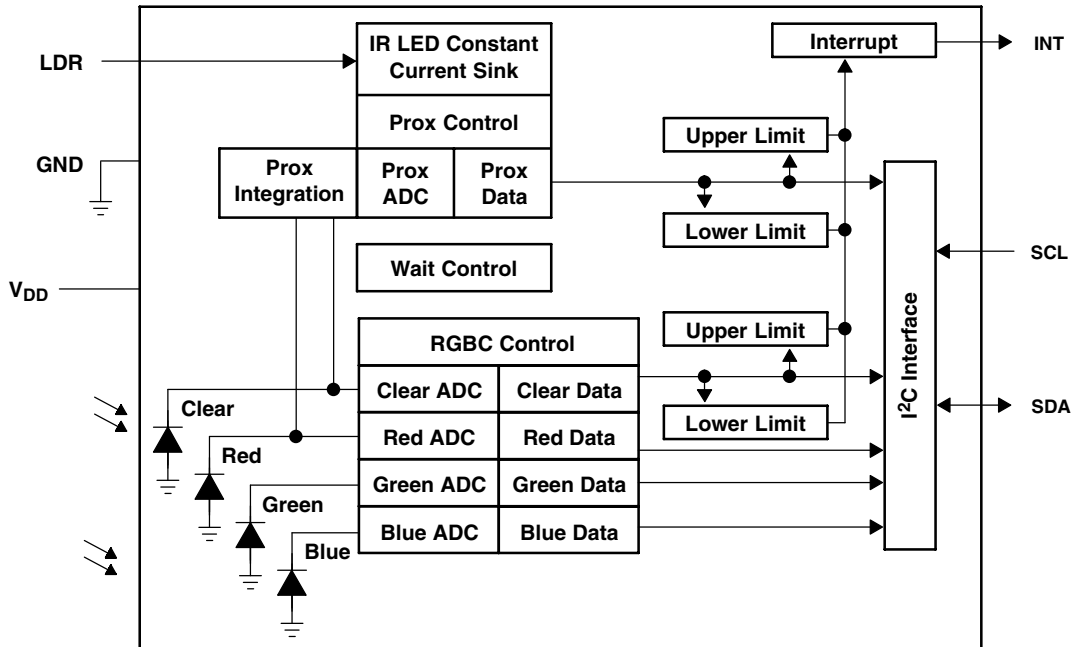 IR LED Constant
Current Sink
Interrupt
INT
LDR
Prox Control
Upper Limit
GND
Prox
Integration
Prox
ADC
Prox
Data
Lower Limit
SCL
Wait Control
VDD
Upper Limit
RGBC Control
I2C Interface
Clear
Clear ADC
Clear Data
SDA
Lower Limit
Red
Red ADC
Red Data
Green
Green ADC
Green Data
Blue
Blue ADC
Blue Data